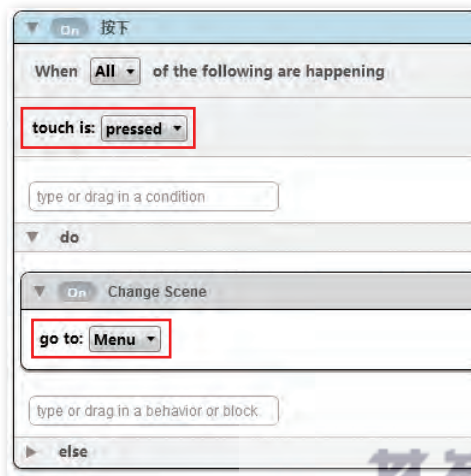 On 按下
When All of the following are happening
touch is: pressed
type or drag in a condition
do
On Change Scene
go to: Menu
type or drag in a behavior or block
else